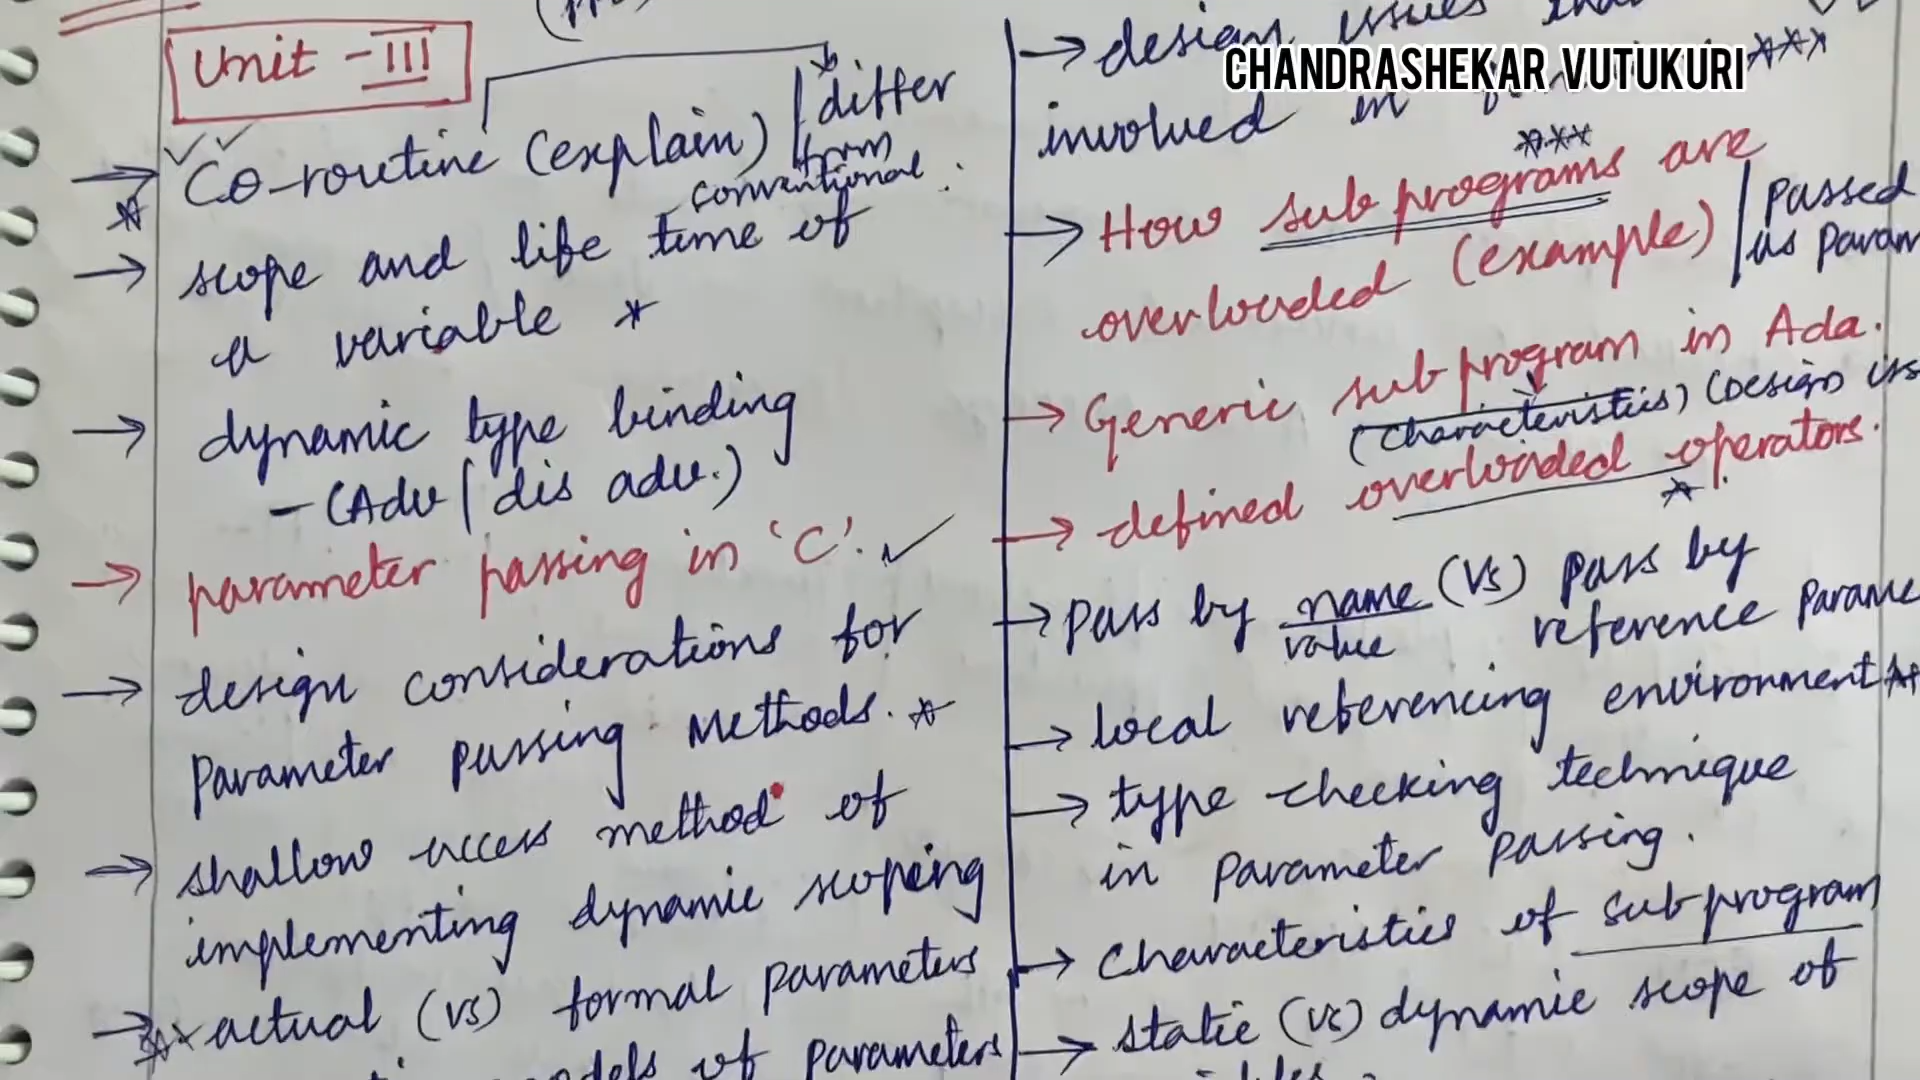 Unit - III
Co-routine (explain) | differ
from
conventional.
scope and life time of
a variable *
dynamic type binding
- (Adv | dis adv.)
parameter passing in 'C'. ✓
design considerations for
Parameter passing Methods. *
shallow access method of
implementing dynamic scoping
actual (vs) formal parameters
of parameters
→ design issues
CHANDRASHEKAR VUTUKURI
involved in
→ How sub programs are
overloaded (example) | passed
as param
→ Generic sub program in Ada.
(characteristics) (Design iss
→ defined overloaded operators.
→ pass by name (vs) pass by
value reference Parame
→ local referencing environment
→ type checking technique
in parameter passing.
→ characteristics of sub program
→ static (vs) dynamic scope of